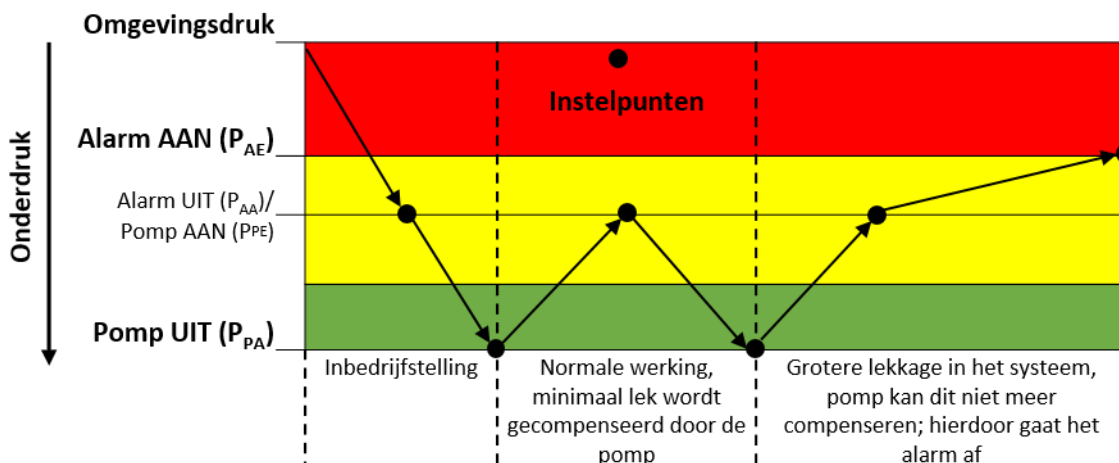 Omgevingsdruk
Onderdruk
Instelpunten
Alarm AAN (PAE)
Alarm UIT (PAA)/
Pomp AAN (PPE)
Pomp UIT (PPA)
Inbedrijfstelling
Normale werking,
minimaal lek wordt
gecompenseerd door de
pomp
Grotere lekkage in het systeem,
pomp kan dit niet meer
compenseren; hierdoor gaat het
alarm af